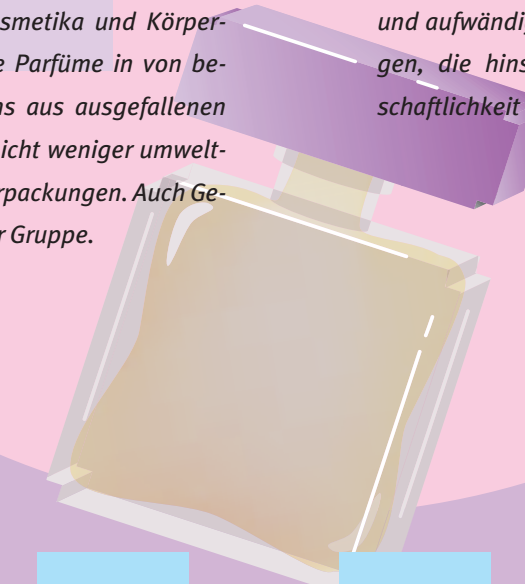 smetika und Körper-
e Parfüme in von be-
ns aus ausgefallenen
icht weniger umwelt-
rpackungen. Auch Ge-
r Gruppe.
und aufwändi
gen, die hins
schaftlichkeit